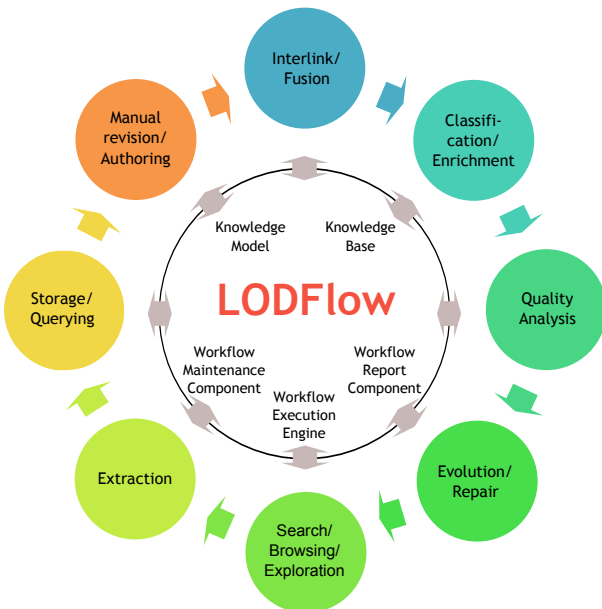 Interlink/
Fusion
Classifi-
cation/
Enrichment
Quality
Analysis
Evolution/
Repair
Search/
Browsing/
Exploration
Extraction
Storage/
Querying
Manual
revision/
Authoring
Knowledge
Model
Knowledge
Base
LODFlow
Workflow
Maintenance
Component
Workflow
Execution
Engine
Workflow
Report
Component